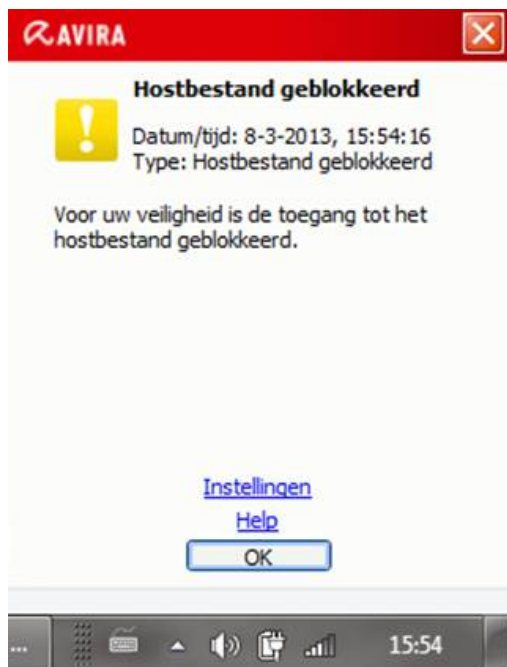 AVIRA
Hostbestand geblokkeerd
Datum/tijd: 8-3-2013, 15:54:16
Type: Hostbestand geblokkeerd
Voor uw veiligheid is de toegang tot het
hostbestand geblokkeerd.
Instellingen
Help
OK
...
15:54